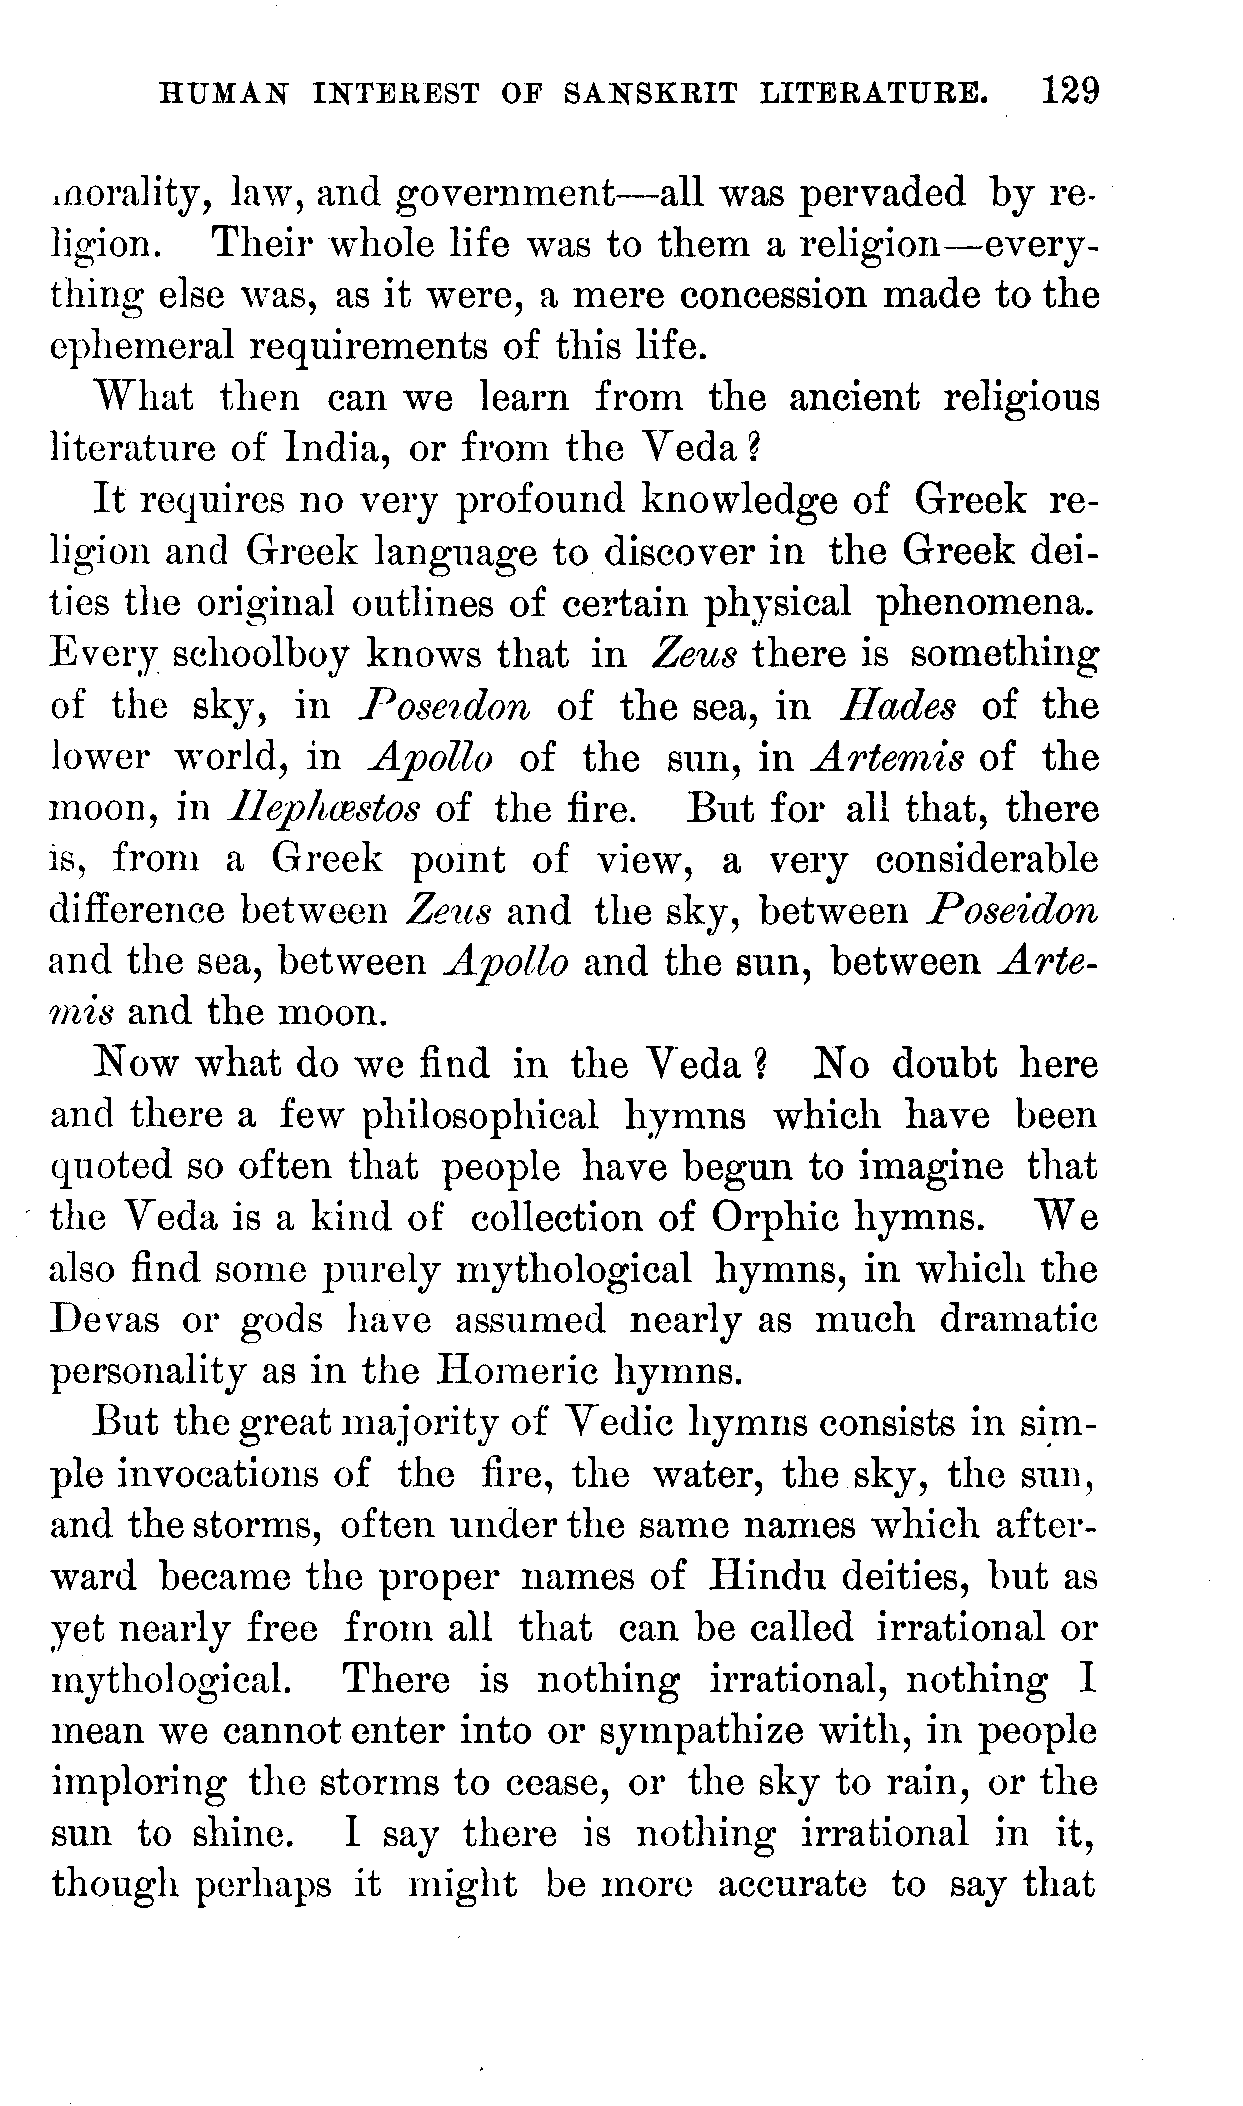 HUMAN INTEREST OF SANSKRIT LITERATURE. 129
morality, law, and government—all was pervaded by re-
ligion. Their whole life was to them a religion—every-
thing else was, as it were, a mere concession made to the
ephemeral requirements of this life.
What then can we learn from the ancient religious
literature of India, or from the Veda?
It requires no very profound knowledge of Greek re-
ligion and Greek language to discover in the Greek dei-
ties the original outlines of certain physical phenomena.
Every schoolboy knows that in Zeus there is something
of the sky, in Poseidon of the sea, in Hades of the
lower world, in Apollo of the sun, in Artemis of the
moon, in Hephæstos of the fire. But for all that, there
is, from a Greek point of view, a very considerable
difference between Zeus and the sky, between Poseidon
and the sea, between Apollo and the sun, between Arte-
mis and the moon.
Now what do we find in the Veda? No doubt here
and there a few philosophical hymns which have been
quoted so often that people have begun to imagine that
the Veda is a kind of collection of Orphic hymns. We
also find some purely mythological hymns, in which the
Devas or gods have assumed nearly as much dramatic
personality as in the Homeric hymns.
But the great majority of Vedic hymns consists in sim-
ple invocations of the fire, the water, the sky, the sun,
and the storms, often under the same names which after-
ward became the proper names of Hindu deities, but as
yet nearly free from all that can be called irrational or
mythological. There is nothing irrational, nothing I
mean we cannot enter into or sympathize with, in people
imploring the storms to cease, or the sky to rain, or the
sun to shine. I say there is nothing irrational in it,
though perhaps it might be more accurate to say that